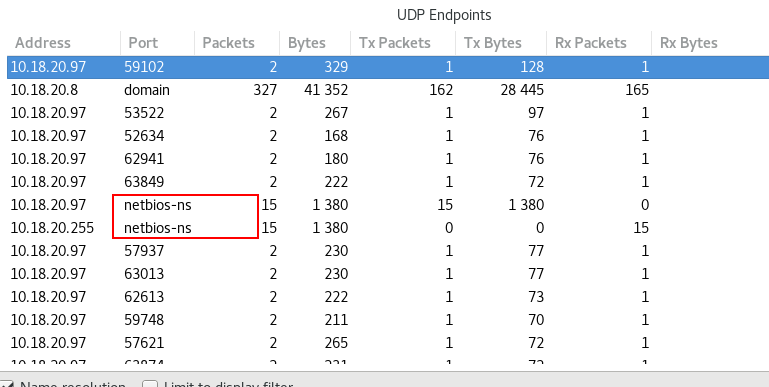 UDP Endpoints
Address Port Packets Bytes Tx Packets Tx Bytes Rx Packets Rx Bytes
10.18.20.97 59102 2 329 1 128 1
10.18.20.8 domain 327 41 352 162 28 445 165
10.18.20.97 53522 2 267 1 97 1
10.18.20.97 52634 2 168 1 76 1
10.18.20.97 62941 2 180 1 76 1
10.18.20.97 63849 2 222 1 72 1
10.18.20.97 netbios-ns 15 1 380 15 1 380 0
10.18.20.255 netbios-ns 15 1 380 0 0 15
10.18.20.97 57937 2 230 1 77 1
10.18.20.97 63013 2 230 1 77 1
10.18.20.97 62613 2 222 1 73 1
10.18.20.97 59748 2 211 1 70 1
10.18.20.97 57621 2 265 1 72 1
10.18.20.97 2 1 1
Name resolution Limit to display filter